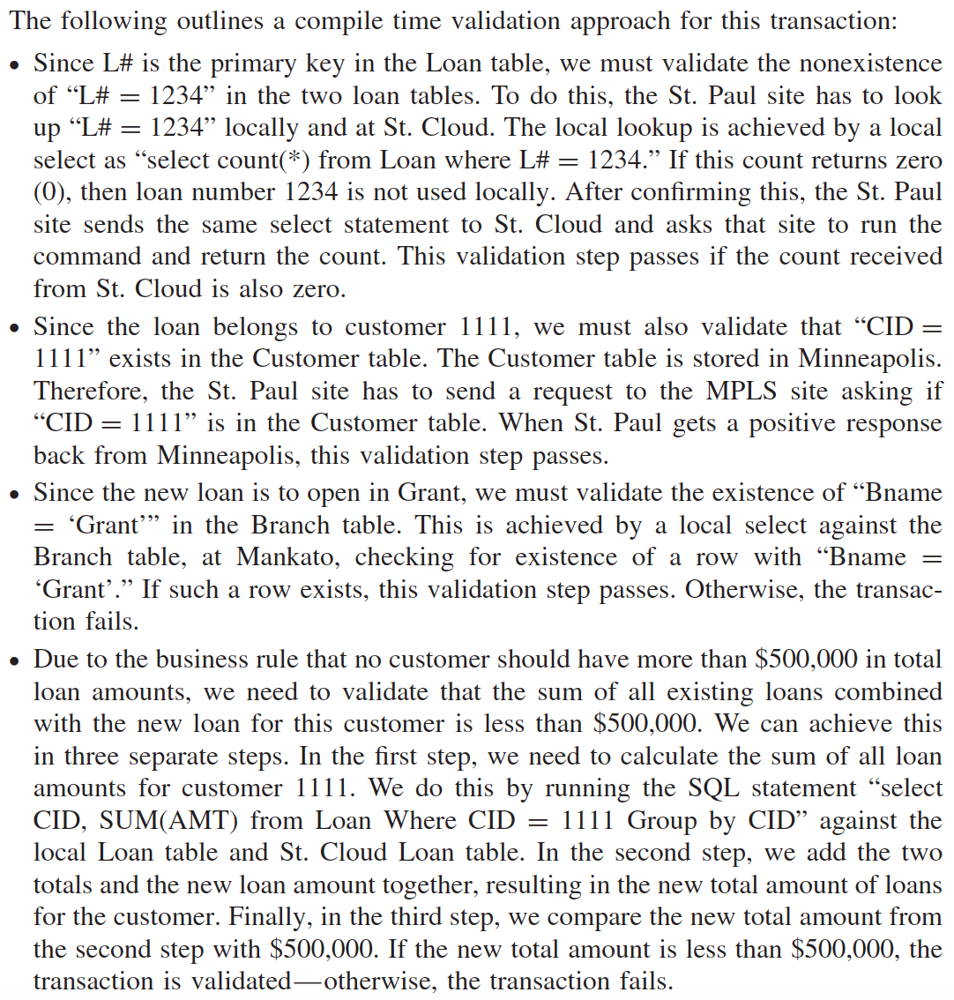 The following outlines a compile time validation approach for this transaction:
• Since L# is the primary key in the Loan table, we must validate the nonexistence
of “L# = 1234” in the two loan tables. To do this, the St. Paul site has to look
up “L# = 1234” locally and at St. Cloud. The local lookup is achieved by a local
select as “select count(*) from Loan where L# = 1234.” If this count returns zero
(0), then loan number 1234 is not used locally. After confirming this, the St. Paul
site sends the same select statement to St. Cloud and asks that site to run the
command and return the count. This validation step passes if the count received
from St. Cloud is also zero.
• Since the loan belongs to customer 1111, we must also validate that “CID =
1111” exists in the Customer table. The Customer table is stored in Minneapolis.
Therefore, the St. Paul site has to send a request to the MPLS site asking if
“CID = 1111” is in the Customer table. When St. Paul gets a positive response
back from Minneapolis, this validation step passes.
• Since the new loan is to open in Grant, we must validate the existence of “Bname
= ‘Grant’” in the Branch table. This is achieved by a local select against the
Branch table, at Mankato, checking for existence of a row with “Bname =
‘Grant’.” If such a row exists, this validation step passes. Otherwise, the transac-
tion fails.
• Due to the business rule that no customer should have more than $500,000 in total
loan amounts, we need to validate that the sum of all existing loans combined
with the new loan for this customer is less than $500,000. We can achieve this
in three separate steps. In the first step, we need to calculate the sum of all loan
amounts for customer 1111. We do this by running the SQL statement “select
CID, SUM(AMT) from Loan Where CID = 1111 Group by CID” against the
local Loan table and St. Cloud Loan table. In the second step, we add the two
totals and the new loan amount together, resulting in the new total amount of loans
for the customer. Finally, in the third step, we compare the new total amount from
the second step with $500,000. If the new total amount is less than $500,000, the
transaction is validated—otherwise, the transaction fails.